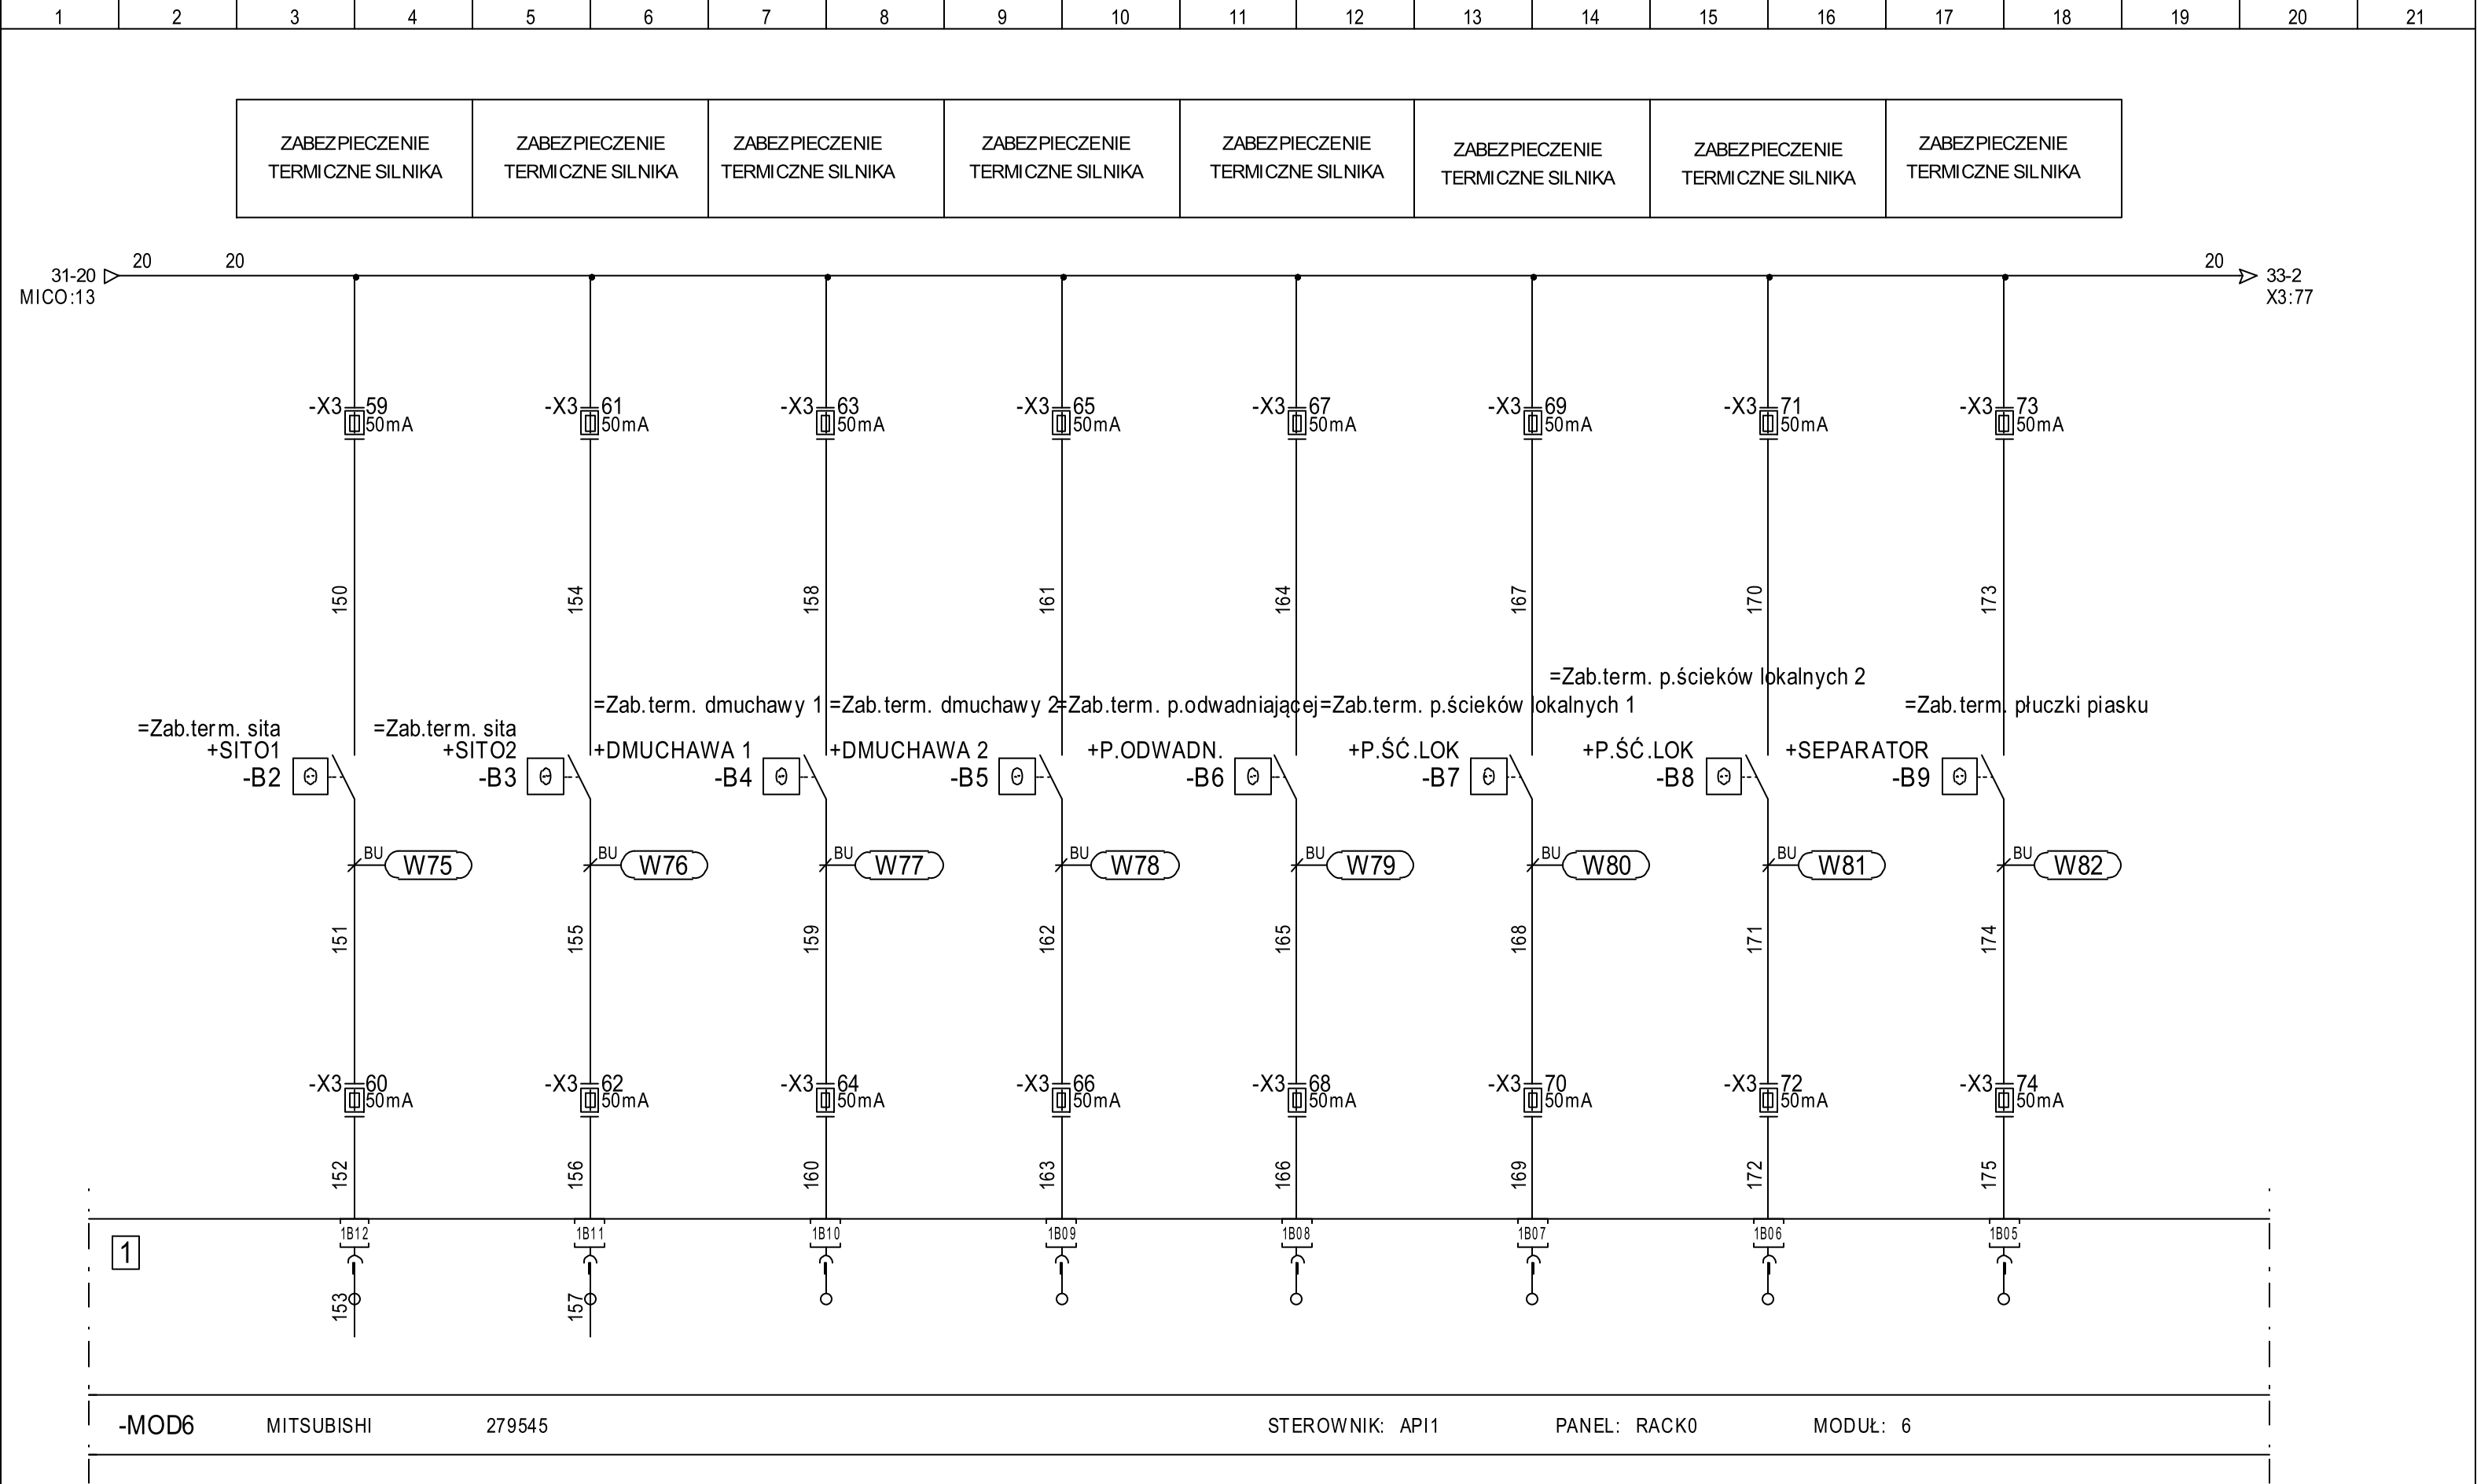 1 2 3 4 5 6 7 8 9 10 11 12 13 14 15 16 17 18 19 20 21
ZABEZPIECZENIE ZABEZPIECZENIE ZABEZPIECZENIE ZABEZPIECZENIE ZABEZPIECZENIE ZABEZPIECZENIE ZABEZPIECZENIE ZABEZPIECZENIE
TERMICZNE SILNIKA TERMICZNE SILNIKA TERMICZNE SILNIKA TERMICZNE SILNIKA TERMICZNE SILNIKA TERMICZNE SILNIKA TERMICZNE SILNIKA TERMICZNE SILNIKA
20 20 20
31-20 33-2
MICO:13 X3:77
-X3 59 -X3 61 -X3 63 -X3 65 -X3 67 -X3 69 -X3 71 -X3 73
50mA 50mA 50mA 50mA 50mA 50mA 50mA 50mA
150 154 158 161 164 167 170 173
=Zab.term. p.ścieków lokalnych 2
=Zab.term. dmuchawy 1 =Zab.term. dmuchawy 2 =Zab.term. p.odwadniającej =Zab.term. p.ścieków lokalnych 1 =Zab.term. płuczki piasku
=Zab.term. sita =Zab.term. sita
+SITO1 +SITO2 +DMUCHAWA 1 +DMUCHAWA 2 +P.ODWADN. +P.ŚĆ.LOK +P.ŚĆ.LOK +SEPARATOR
-B2 -B3 -B4 -B5 -B6 -B7 -B8 -B9
BU W75 BU W76 BU W77 BU W78 BU W79 BU W80 BU W81 BU W82
151 155 159 162 165 168 171 174
-X3 60 -X3 62 -X3 64 -X3 66 -X3 68 -X3 70 -X3 72 -X3 74
50mA 50mA 50mA 50mA 50mA 50mA 50mA 50mA
152 156 160 163 166 169 172 175
1B12 1B11 1B10 1B09 1B08 1B07 1B06 1B05
1
153 157
-MOD6 MITSUBISHI 279545 STEROWNIK: API1 PANEL: RACK0 MODUŁ: 6